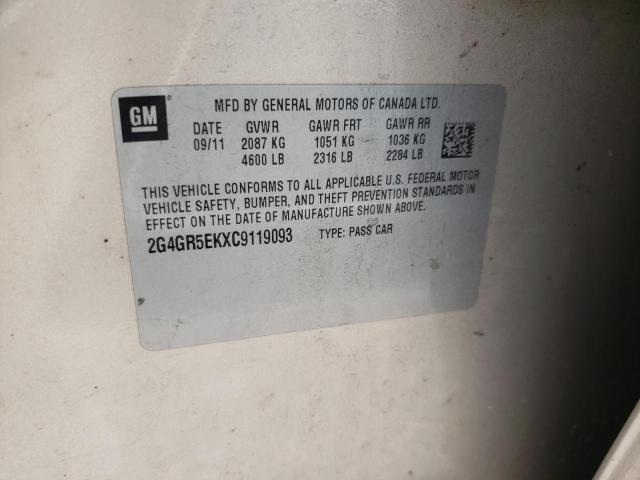 GM
MFD BY GENERAL MOTORS OF CANADA LTD.
DATE GVWR GAWR FRT GAWR RR
09/11 2087 KG 1051 KG 1036 KG
4600 LB 2316 LB 2284 LB
THIS VEHICLE CONFORMS TO ALL APPLICABLE U.S. FEDERAL MOTOR
VEHICLE SAFETY, BUMPER, AND THEFT PREVENTION STANDARDS IN
EFFECT ON THE DATE OF MANUFACTURE SHOWN ABOVE.
2G4GR5EKXC9119093 TYPE: PASS CAR